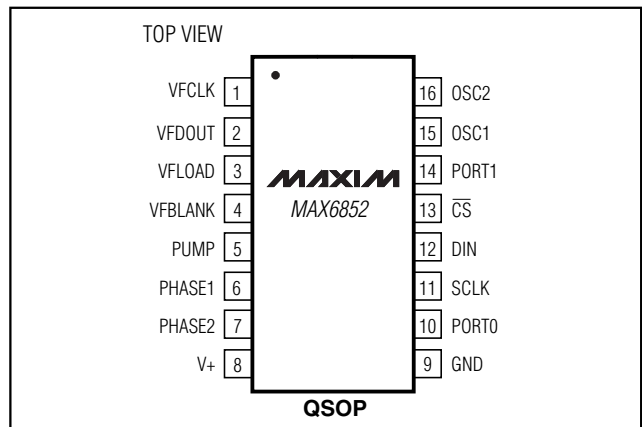 TOP VIEW
VFCLK 1
16 OSC2
VFDOUT 2
15 OSC1
VFLOAD 3
MAXIM
14 PORT1
VFBLANK 4
MAX6852
13 C̅S̅
PUMP 5
12 DIN
PHASE1 6
11 SCLK
PHASE2 7
10 PORT0
V+ 8
9 GND
QSOP